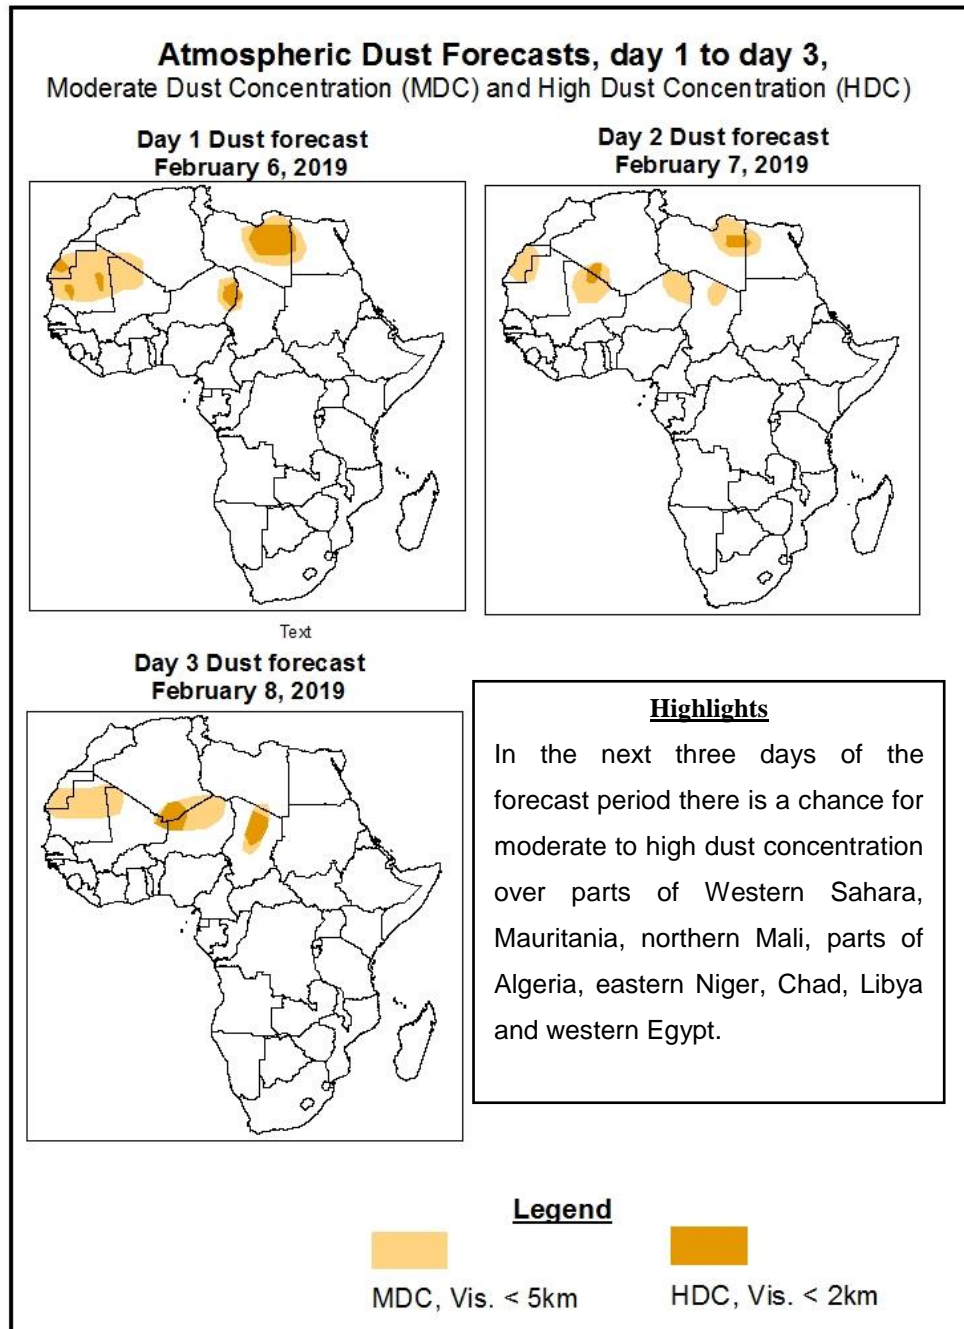 Atmospheric Dust Forecasts, day 1 to day 3,
Moderate Dust Concentration (MDC) and High Dust Concentration (HDC)
Day 1 Dust forecast
February 6, 2019
Day 2 Dust forecast
February 7, 2019
Text
Day 3 Dust forecast
February 8, 2019
Highlights
In the next three days of the
forecast period there is a chance for
moderate to high dust concentration
over parts of Western Sahara,
Mauritania, northern Mali, parts of
Algeria, eastern Niger, Chad, Libya
and western Egypt.
Legend
MDC, Vis. < 5km
HDC, Vis. < 2km